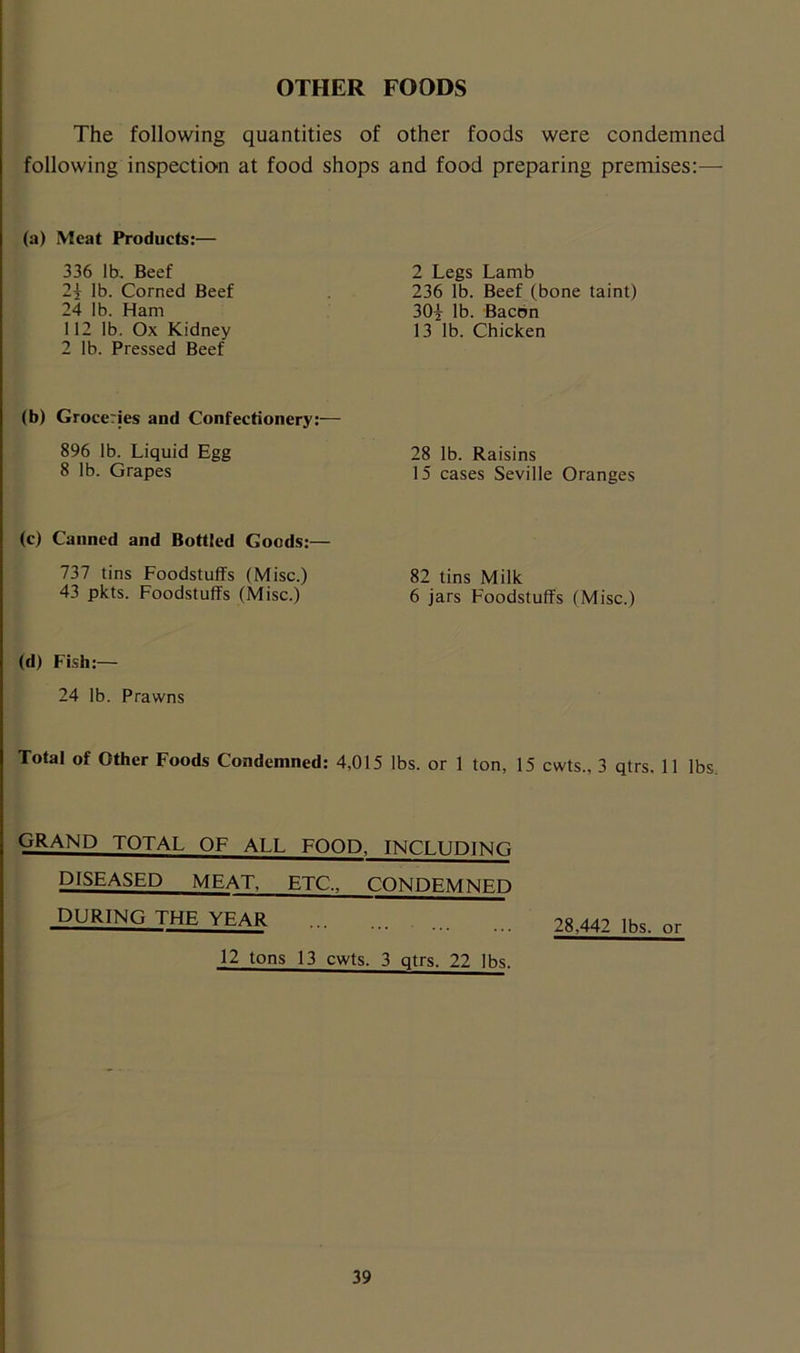 OTHER FOODS
The following quantities of other foods were condemned
following inspection at food shops and food preparing premises:—
(a) Meat Products:—
336 lb. Beef
2½ lb. Corned Beef
24 lb. Ham
112 lb. Ox Kidney
2 lb. Pressed Beef
2 Legs Lamb
236 lb. Beef (bone taint)
30½ lb. Bacon
13 lb. Chicken
(b) Groceries and Confectionery:—
896 lb. Liquid Egg
8 lb. Grapes
28 lb. Raisins
15 cases Seville Oranges
(c) Canned and Bottled Goods:—
737 tins Foodstuffs (Misc.)
43 pkts. Foodstuffs (Misc.)
82 tins Milk
6 jars Foodstuffs (Misc.)
(d) Fish:—
24 lb. Prawns
Total of Other Foods Condemned: 4,015 lbs. or 1 ton, 15 cwts., 3 qtrs. 11 lbs.
GRAND TOTAL OF ALL FOOD, INCLUDING
DISEASED MEAT, ETC., CONDEMNED
DURING THE YEAR ... ... ... ... 28,442 lbs. or
12 tons 13 cwts. 3 qtrs. 22 lbs.
39